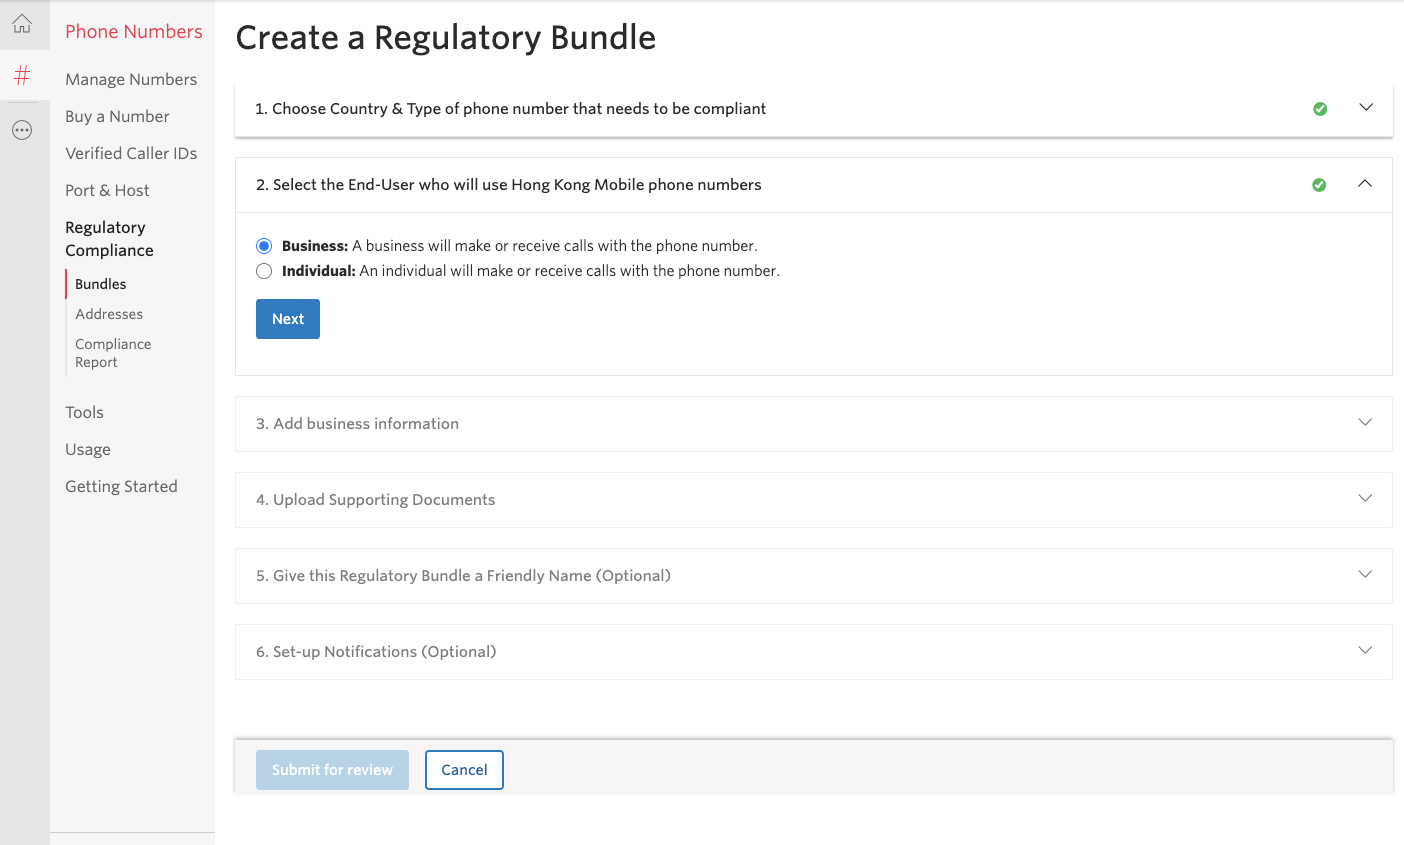 Phone Numbers
Manage Numbers
Buy a Number
Verified Caller IDs
Port & Host
Regulatory
Compliance
Bundles
Addresses
Compliance
Report
Tools
Usage
Getting Started
Create a Regulatory Bundle
1. Choose Country & Type of phone number that needs to be compliant
2. Select the End-User who will use Hong Kong Mobile phone numbers
Business: A business will make or receive calls with the phone number.
Individual: An individual will make or receive calls with the phone number.
Next
3. Add business information
4. Upload Supporting Documents
5. Give this Regulatory Bundle a Friendly Name (Optional)
6. Set-up Notifications (Optional)
Submit for review
Cancel